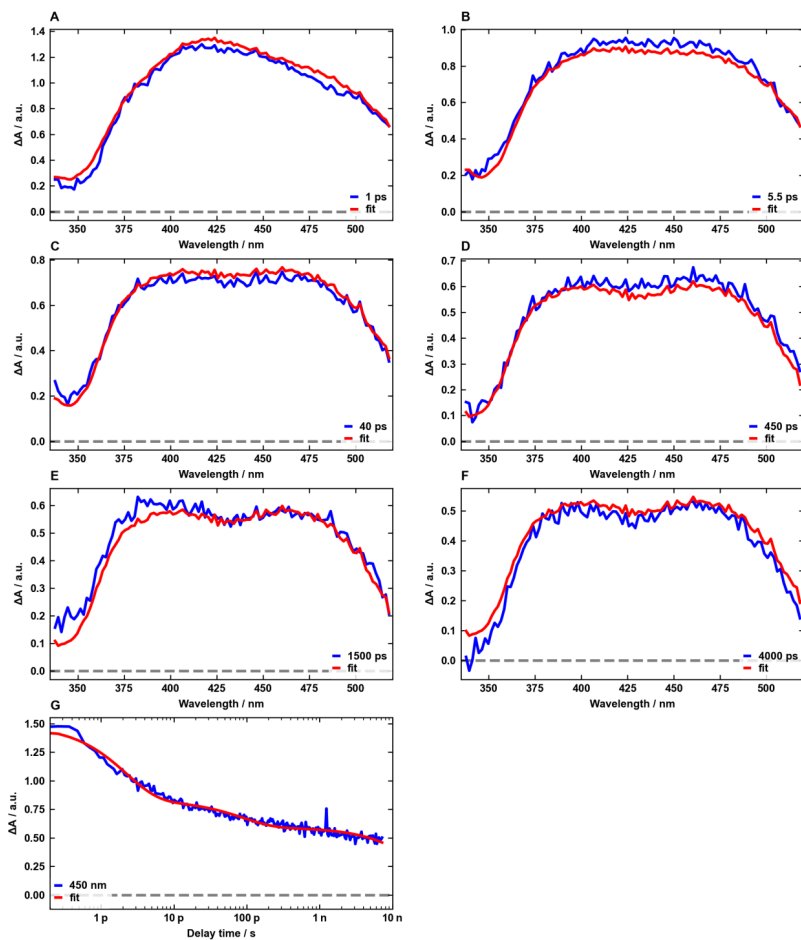 A
ΔA / a.u.
1.4
1.2
1.0
0.8
0.6
0.4
0.2
0.0
1 ps
fit
350 375 400 425 450 475 500
Wavelength / nm
B
ΔA / a.u.
1.0
0.8
0.6
0.4
0.2
0.0
5.5 ps
fit
350 375 400 425 450 475 500
Wavelength / nm
C
ΔA / a.u.
0.8
0.6
0.4
0.2
0.0
40 ps
fit
350 375 400 425 450 475 500
Wavelength / nm
D
ΔA / a.u.
0.7
0.6
0.5
0.4
0.3
0.2
0.1
0.0
450 ps
fit
350 375 400 425 450 475 500
Wavelength / nm
E
ΔA / a.u.
0.6
0.5
0.4
0.3
0.2
0.1
0.0
1500 ps
fit
350 375 400 425 450 475 500
Wavelength / nm
F
ΔA / a.u.
0.5
0.4
0.3
0.2
0.1
0.0
4000 ps
fit
350 375 400 425 450 475 500
Wavelength / nm
G
ΔA / a.u.
1.50
1.25
1.00
0.75
0.50
0.25
0.00
450 nm
fit
1 p 10 p 100 p 1 n 10 n
Delay time / s